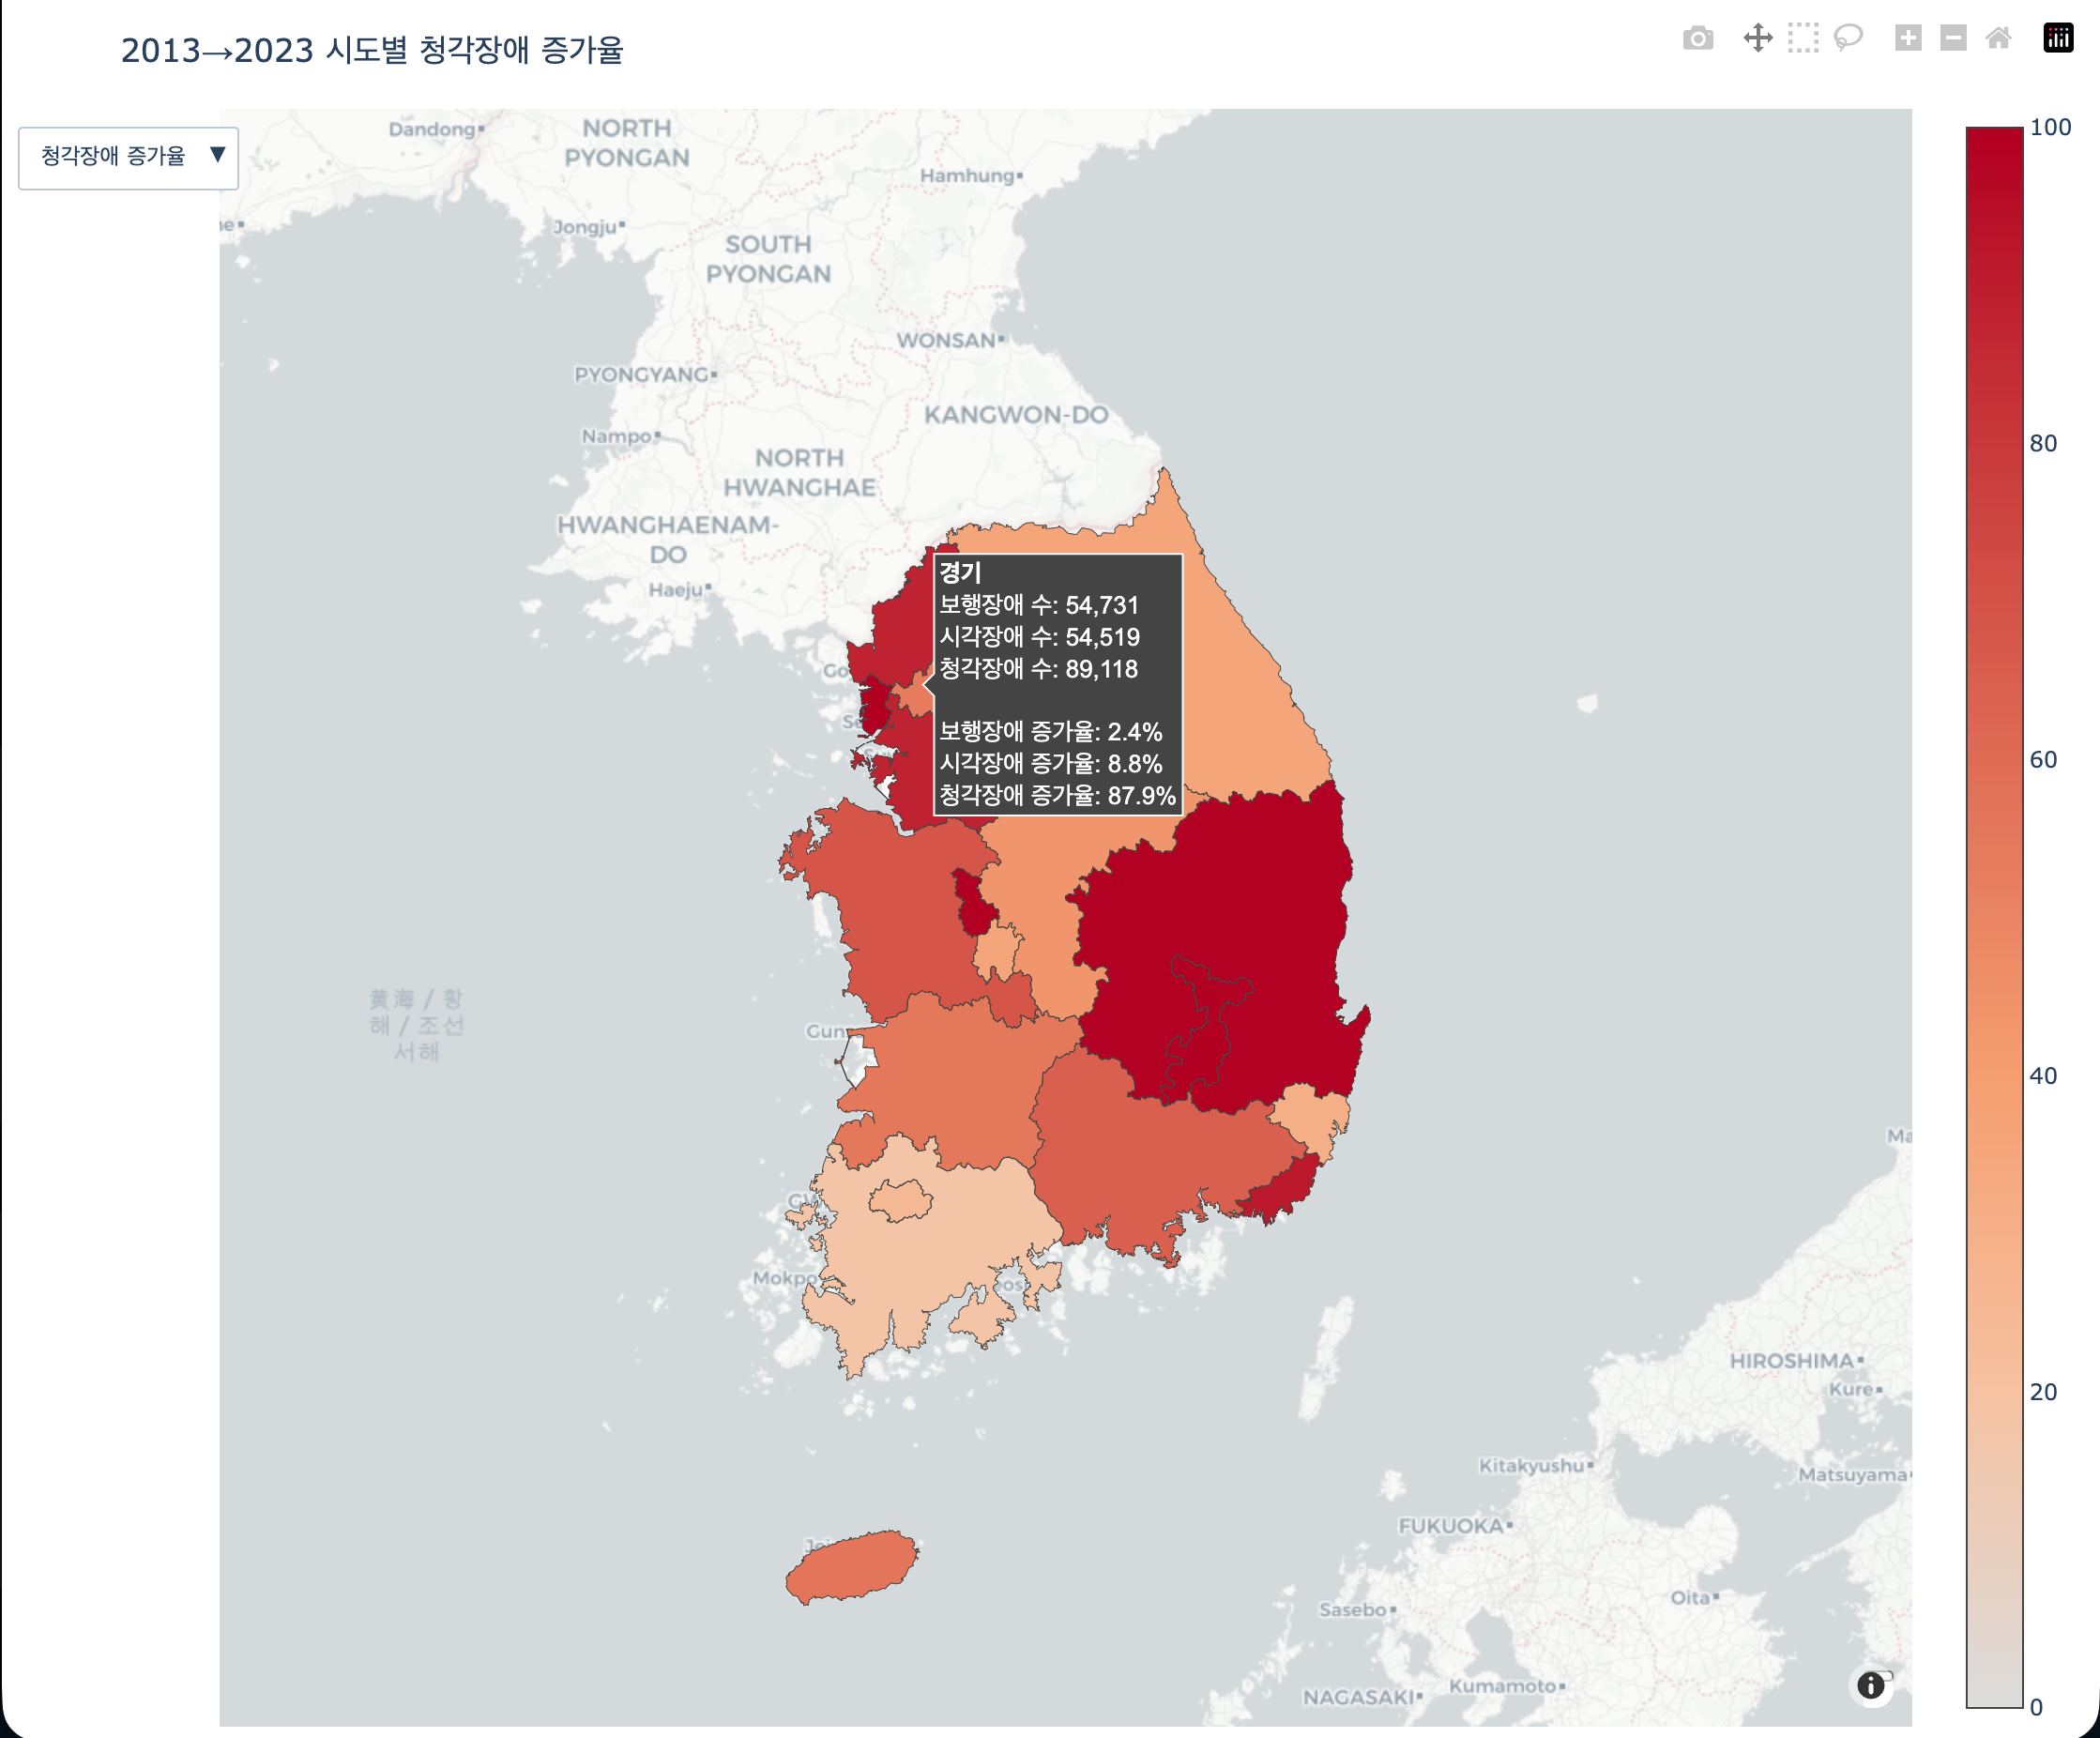 2013→2023 시도별 청각장애 증가율
청각장애 증가율 ▼
Dandong
NORTH
PYONGAN
Hamhung
Jongju
SOUTH
PYONGAN
WONSAN
PYONGYANG
KANGWON-DO
Nampo
NORTH
HWANGHAE
HWANGHAENAM-
DO
Haeju
경기
보행장애 수: 54,731
시각장애 수: 54,519
청각장애 수: 89,118
보행장애 증가율: 2.4%
시각장애 증가율: 8.8%
청각장애 증가율: 87.9%
黄海 / 황
해 / 조선
서해
Mokpo
HIROSHIMA
Kure
Kitakyushu
Matsuyama
FUKUOKA
Oita
Sasebo
NAGASAKI
Kumamoto
100
80
60
40
20
0